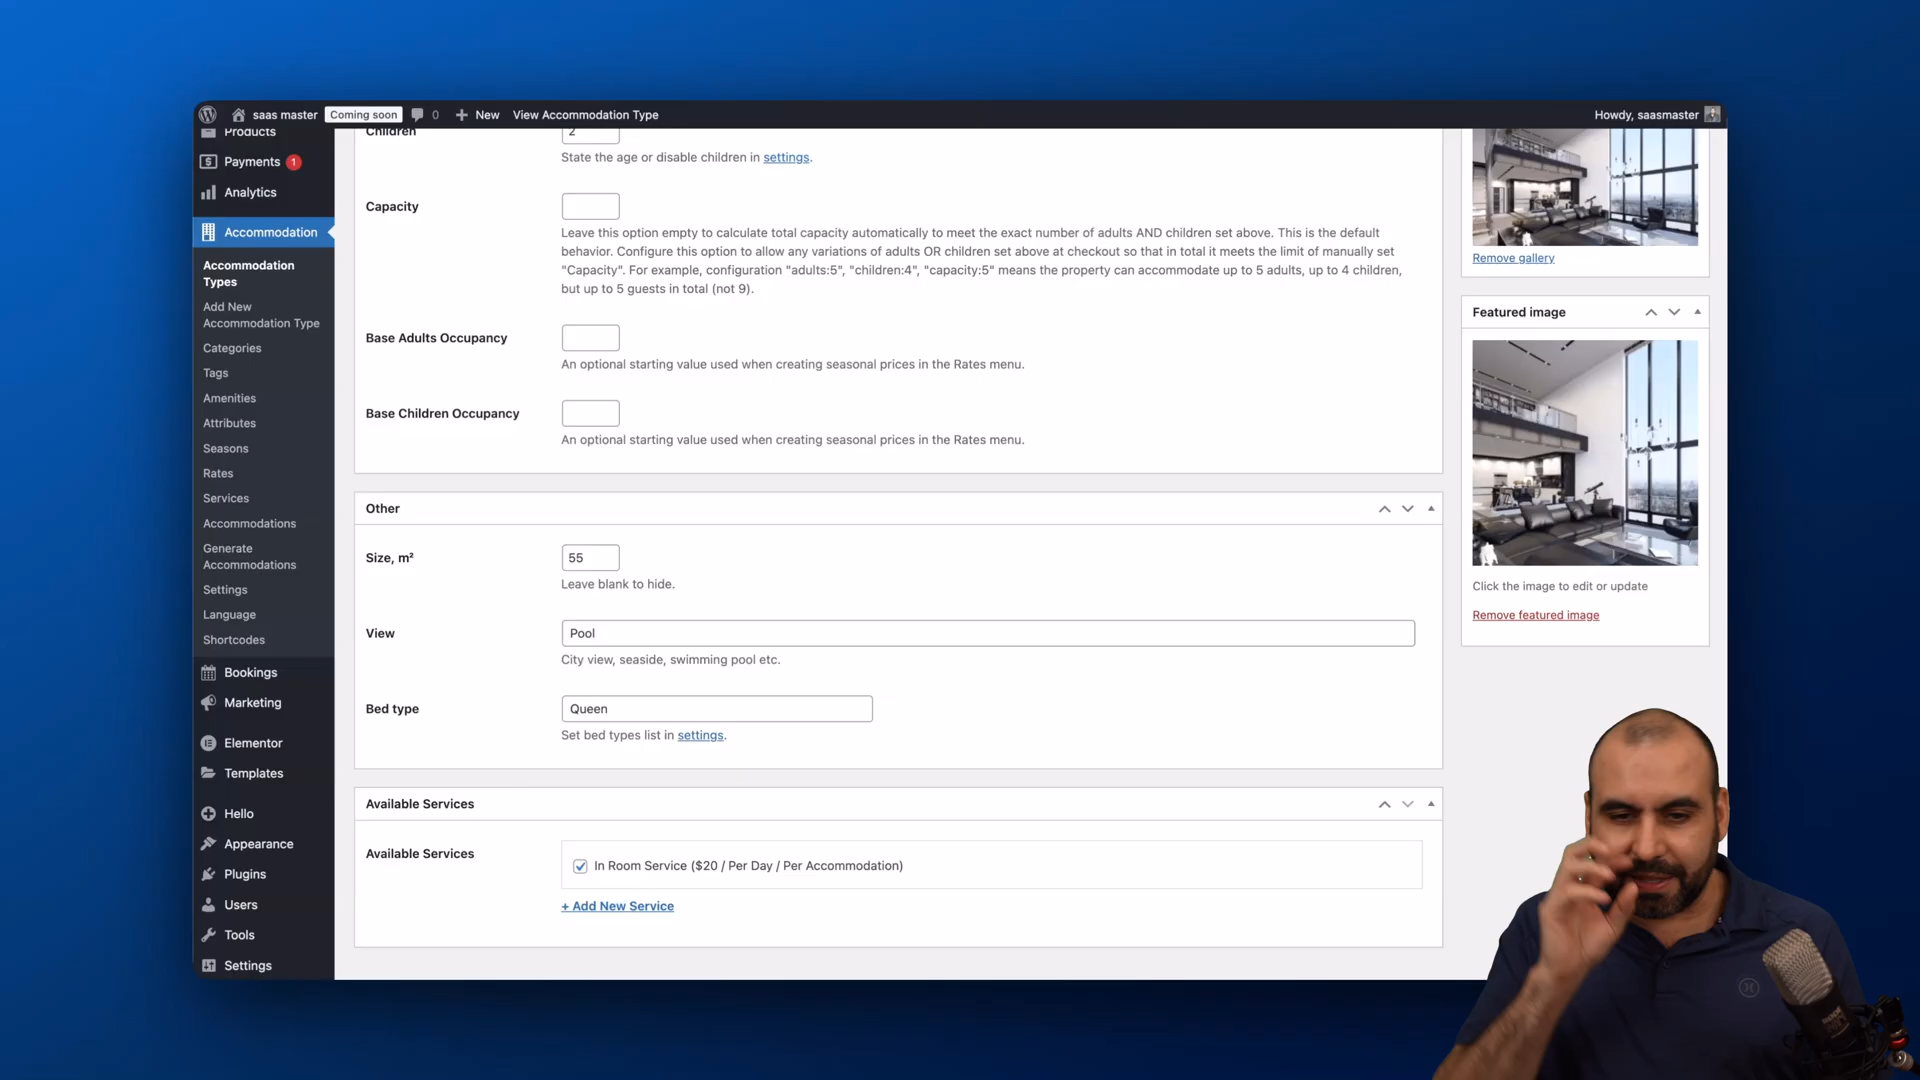 saas master Coming soon 0 New View Accommodation Type Howdy, saasmaster
Products
Payments 1
Analytics
Accommodation
Accommodation
Types
Add New
Accommodation Type
Categories
Tags
Amenities
Attributes
Seasons
Rates
Services
Accommodations
Generate
Accommodations
Settings
Language
Shortcodes
Bookings
Marketing
Elementor
Templates
Hello
Appearance
Plugins
Users
Tools
Settings
Children 2
State the age or disable children in settings.
Capacity
Leave this option empty to calculate total capacity automatically to meet the exact number of adults AND children set above. This is the default
behavior. Configure this option to allow any variations of adults OR children set above at checkout so that in total it meets the limit of manually set
"Capacity". For example, configuration "adults:5", "children:4", "capacity:5" means the property can accommodate up to 5 adults, up to 4 children,
but up to 5 guests in total (not 9).
Base Adults Occupancy
An optional starting value used when creating seasonal prices in the Rates menu.
Base Children Occupancy
An optional starting value used when creating seasonal prices in the Rates menu.
Other
Size, m² 55
Leave blank to hide.
View Pool
City view, seaside, swimming pool etc.
Bed type Queen
Set bed types list in settings.
Available Services
Available Services In Room Service ($20 / Per Day / Per Accommodation)
+ Add New Service
Remove gallery
Featured image
Click the image to edit or update
Remove featured image